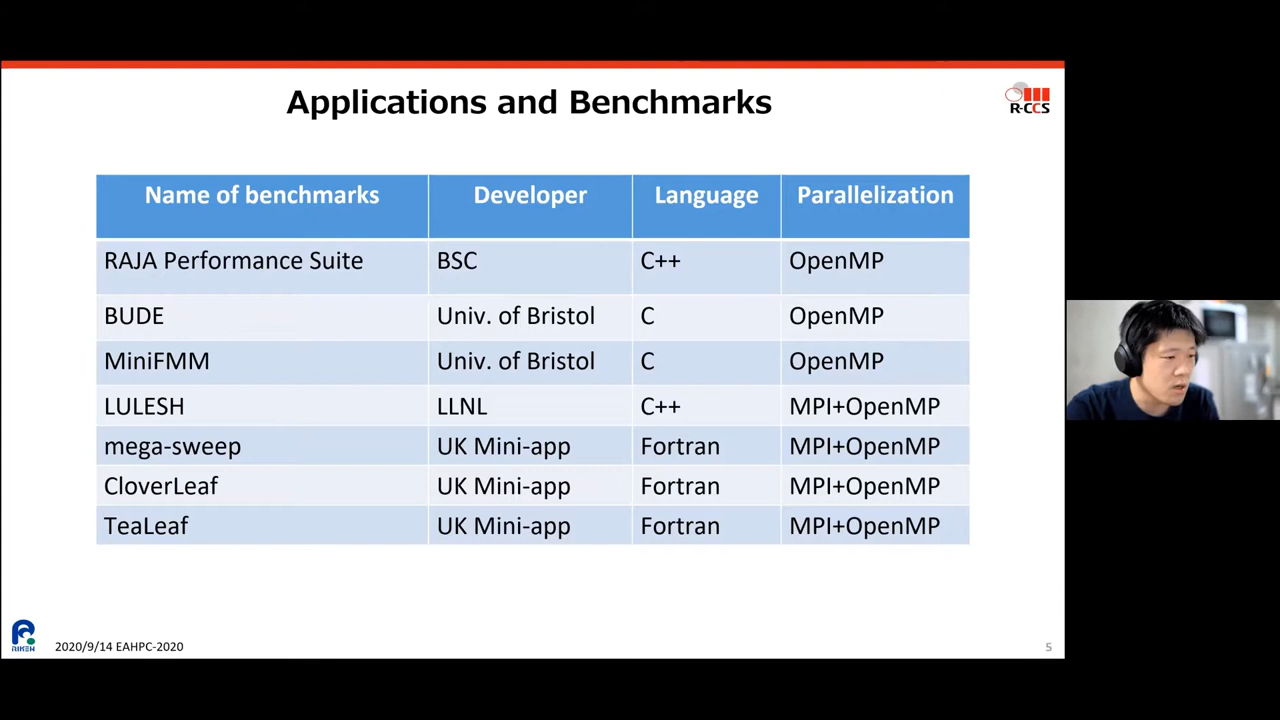 Applications and Benchmarks
R-CCS
Name of benchmarks Developer Language Parallelization
RAJA Performance Suite BSC C++ OpenMP
BUDE Univ. of Bristol C OpenMP
MiniFMM Univ. of Bristol C OpenMP
LULESH LLNL C++ MPI+OpenMP
mega-sweep UK Mini-app Fortran MPI+OpenMP
CloverLeaf UK Mini-app Fortran MPI+OpenMP
TeaLeaf UK Mini-app Fortran MPI+OpenMP
RIKEN
2020/9/14 EAHPC-2020
5